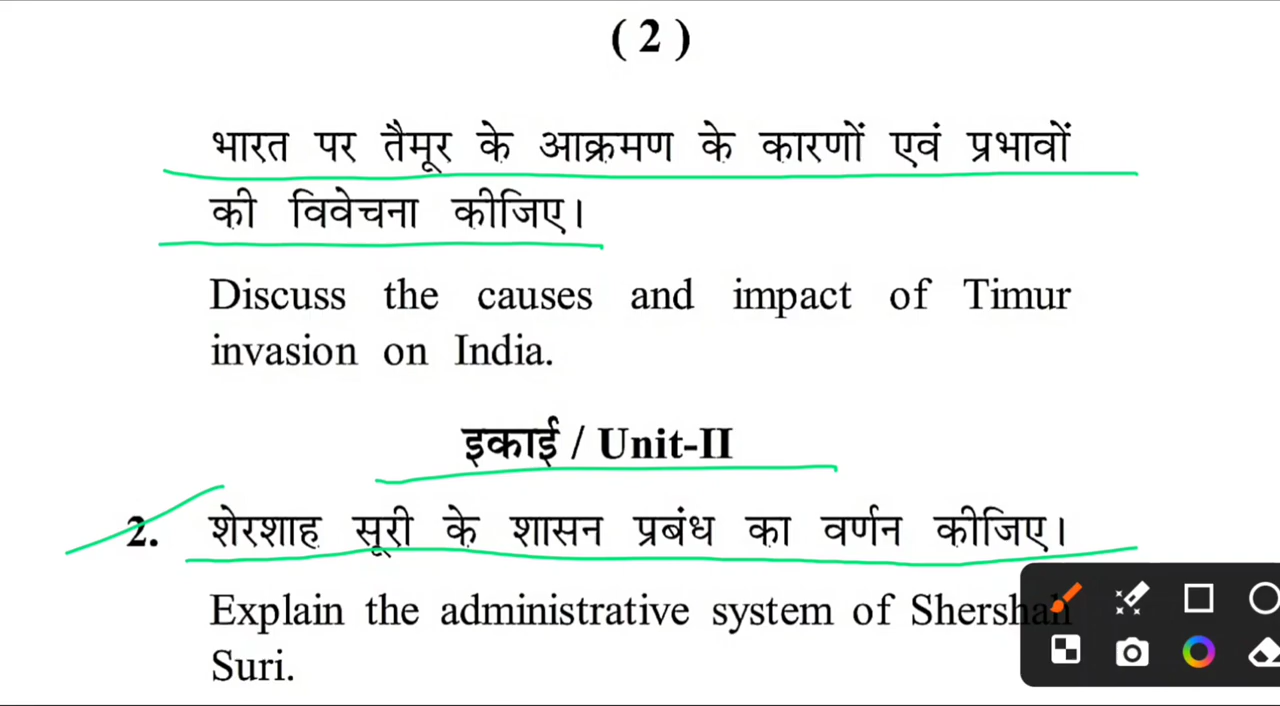 ( 2 )
भारत पर तैमूर के आक्रमण के कारणों एवं प्रभावों
की विवेचना कीजिए।
Discuss the causes and impact of Timur
invasion on India.
इकाई / Unit-II
2. शेरशाह सूरी के शासन प्रबंध का वर्णन कीजिए।
Explain the administrative system of Shershah
Suri.